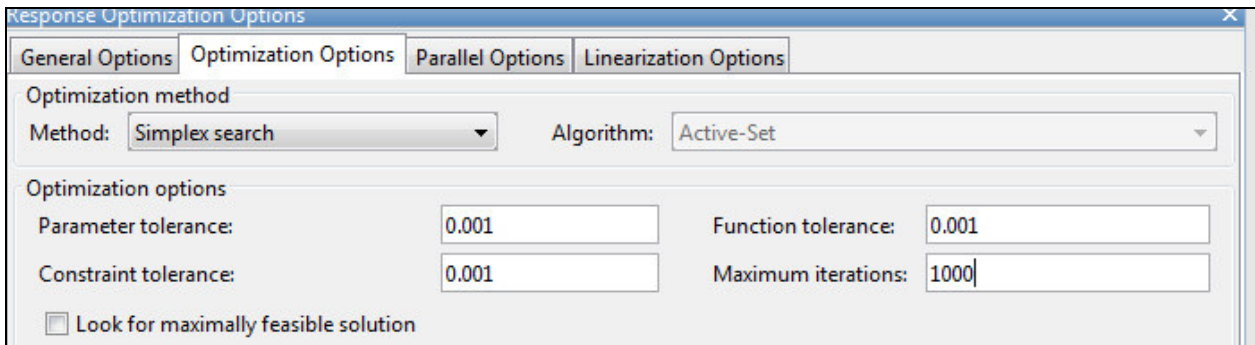 Response Optimization Options
General Options Optimization Options Parallel Options Linearization Options
Optimization method
Method: Simplex search Algorithm: Active-Set
Optimization options
Parameter tolerance: 0.001 Function tolerance: 0.001
Constraint tolerance: 0.001 Maximum iterations: 1000
Look for maximally feasible solution